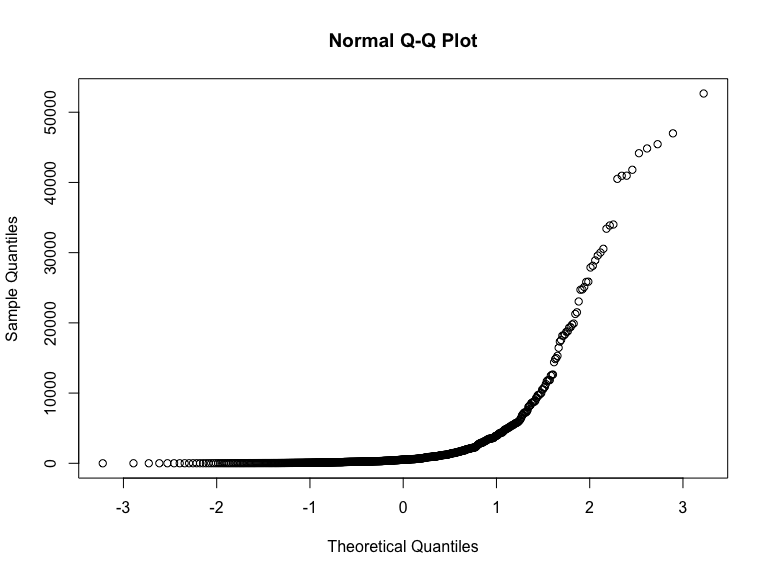 Normal Q-Q Plot
50000
40000
30000
20000
10000
0
Sample Quantiles
-3 -2 -1 0 1 2 3
Theoretical Quantiles